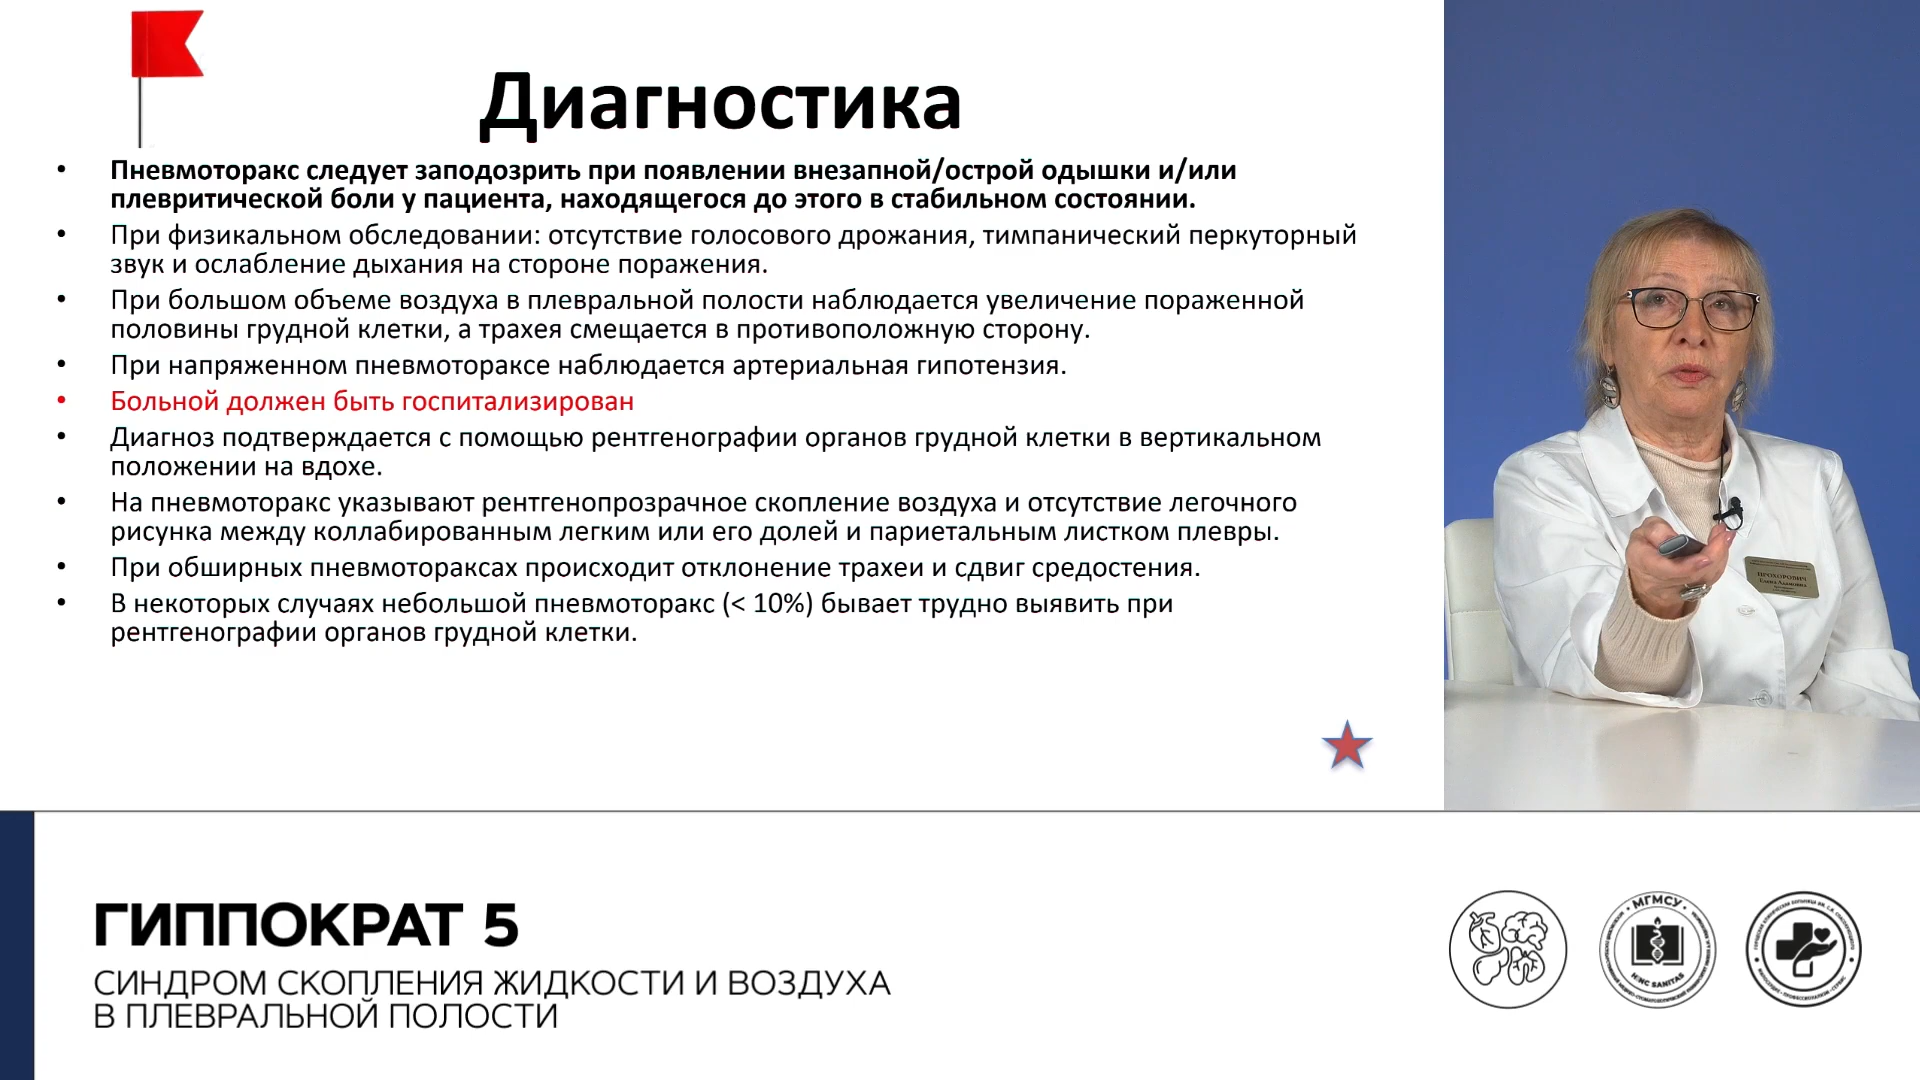 Диагностика
• Пневмоторакс следует заподозрить при появлении внезапной/острой одышки и/или
плевритической боли у пациента, находящегося до этого в стабильном состоянии.
• При физикальном обследовании: отсутствие голосового дрожания, тимпанический перкуторный
звук и ослабление дыхания на стороне поражения.
• При большом объеме воздуха в плевральной полости наблюдается увеличение пораженной
половины грудной клетки, а трахея смещается в противоположную сторону.
• При напряженном пневмотораксе наблюдается артериальная гипотензия.
• Больной должен быть госпитализирован
• Диагноз подтверждается с помощью рентгенографии органов грудной клетки в вертикальном
положении на вдохе.
• На пневмоторакс указывают рентгенопрозрачное скопление воздуха и отсутствие легочного
рисунка между коллабированным легким или его долей и париетальным листком плевры.
• При обширных пневмотораксах происходит отклонение трахеи и сдвиг средостения.
• В некоторых случаях небольшой пневмоторакс (< 10%) бывает трудно выявить при
рентгенографии органов грудной клетки.
ПРОХОРОВИЧ
Елена Адамовна
ГИППОКРАТ 5
СИНДРОМ СКОПЛЕНИЯ ЖИДКОСТИ И ВОЗДУХА
В ПЛЕВРАЛЬНОЙ ПОЛОСТИ
МГМСУ
HINC SANITAS